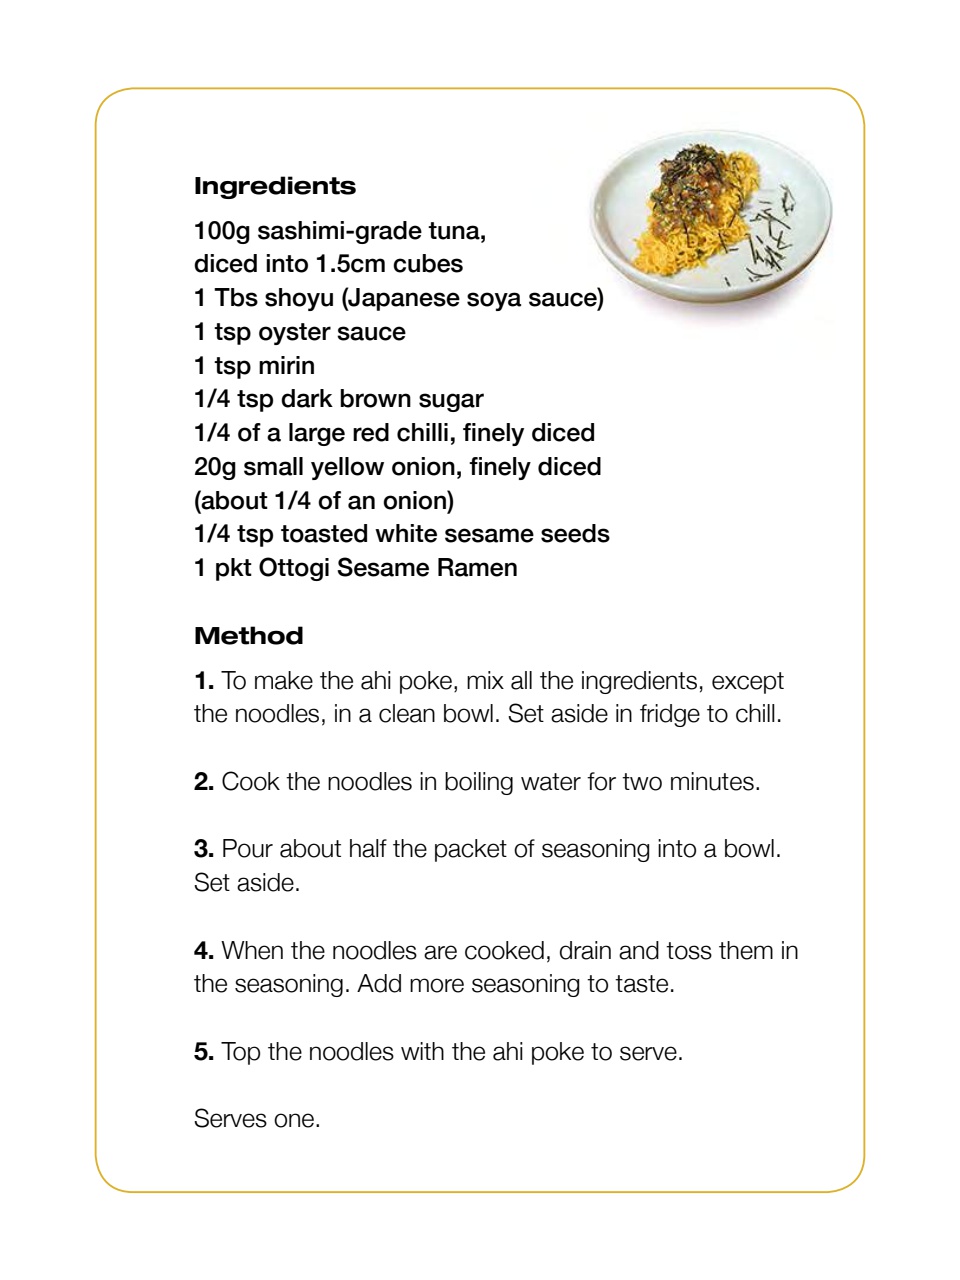 Ingredients
100g sashimi-grade tuna,
diced into 1.5cm cubes
1 Tbs shoyu (Japanese soya sauce)
1 tsp oyster sauce
1 tsp mirin
1/4 tsp dark brown sugar
1/4 of a large red chilli, finely diced
20g small yellow onion, finely diced
(about 1/4 of an onion)
1/4 tsp toasted white sesame seeds
1 pkt Ottogi Sesame Ramen
Method
1. To make the ahi poke, mix all the ingredients, except
the noodles, in a clean bowl. Set aside in fridge to chill.
2. Cook the noodles in boiling water for two minutes.
3. Pour about half the packet of seasoning into a bowl.
Set aside.
4. When the noodles are cooked, drain and toss them in
the seasoning. Add more seasoning to taste.
5. Top the noodles with the ahi poke to serve.
Serves one.